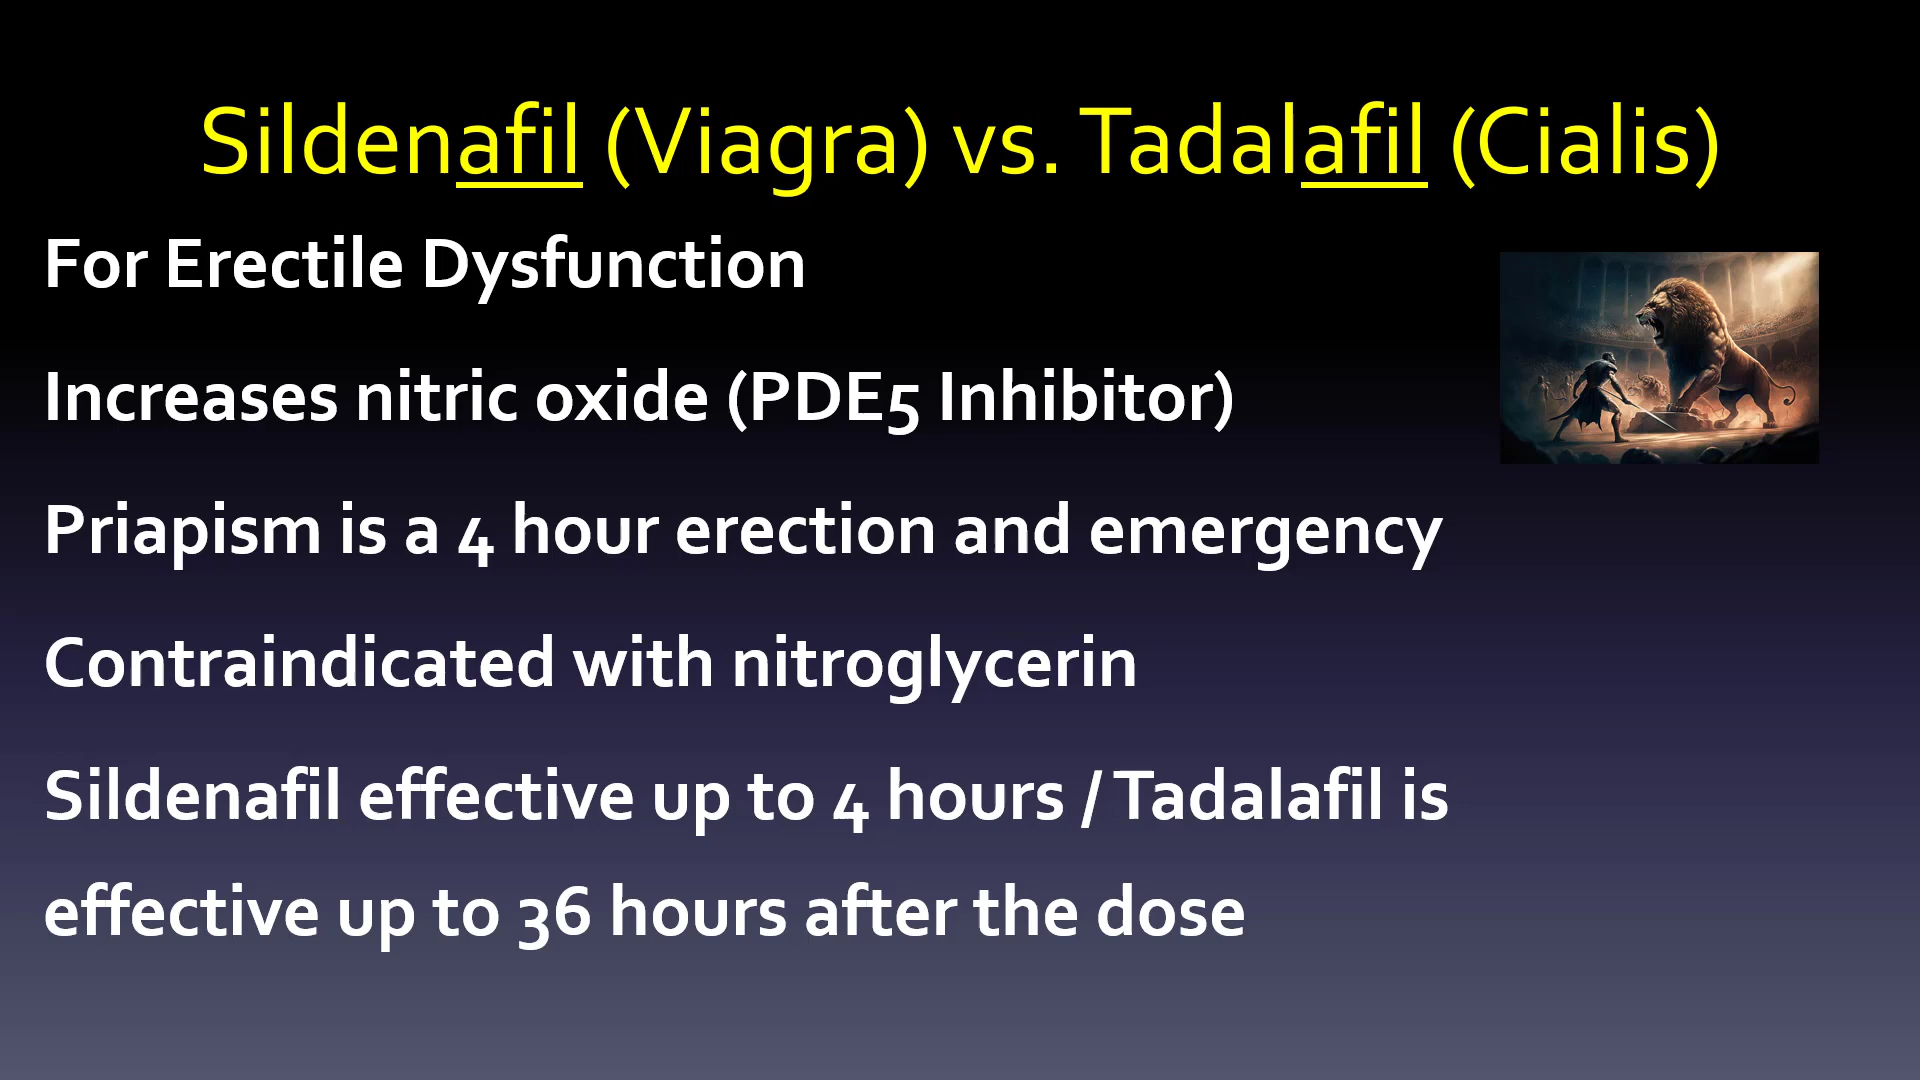 Sildenafil (Viagra) vs. Tadalafil (Cialis)
For Erectile Dysfunction
Increases nitric oxide (PDE5 Inhibitor)
Priapism is a 4 hour erection and emergency
Contraindicated with nitroglycerin
Sildenafil effective up to 4 hours / Tadalafil is
effective up to 36 hours after the dose